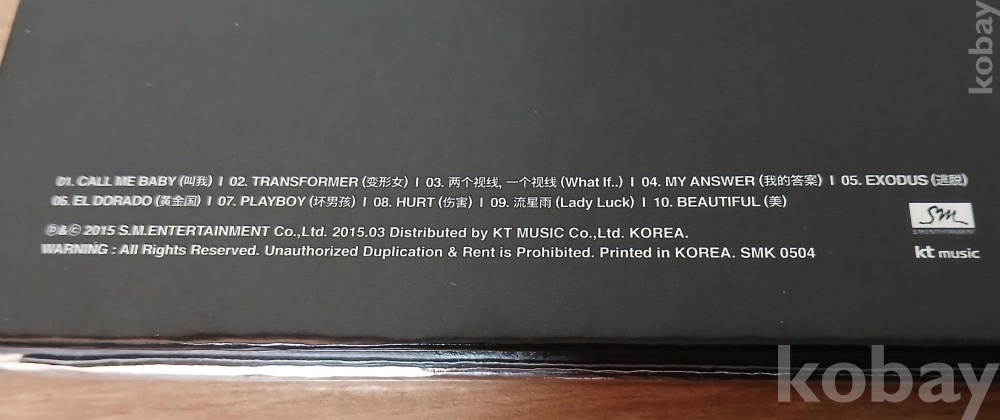 kobay
01. CALL ME BABY (叫我) I 02. TRANSFORMER (变形女) I 03. 两个视线, 一个视线 (What If..) I 04. MY ANSWER (我的答案) I 05. EXODUS (逃脱)
06. EL DORADO (黄金国) I 07. PLAYBOY (坏男孩) I 08. HURT (伤害) I 09. 流星雨 (Lady Luck) I 10. BEAUTIFUL (美)
℗&© 2015 S.M.ENTERTAINMENT Co.,Ltd. 2015.03 Distributed by KT MUSIC Co.,Ltd. KOREA.
WARNING : All Rights Reserved. Unauthorized Duplication & Rent is Prohibited. Printed in KOREA. SMK 0504
SM
S.M.ENTERTAINMENT
kt music
kobay